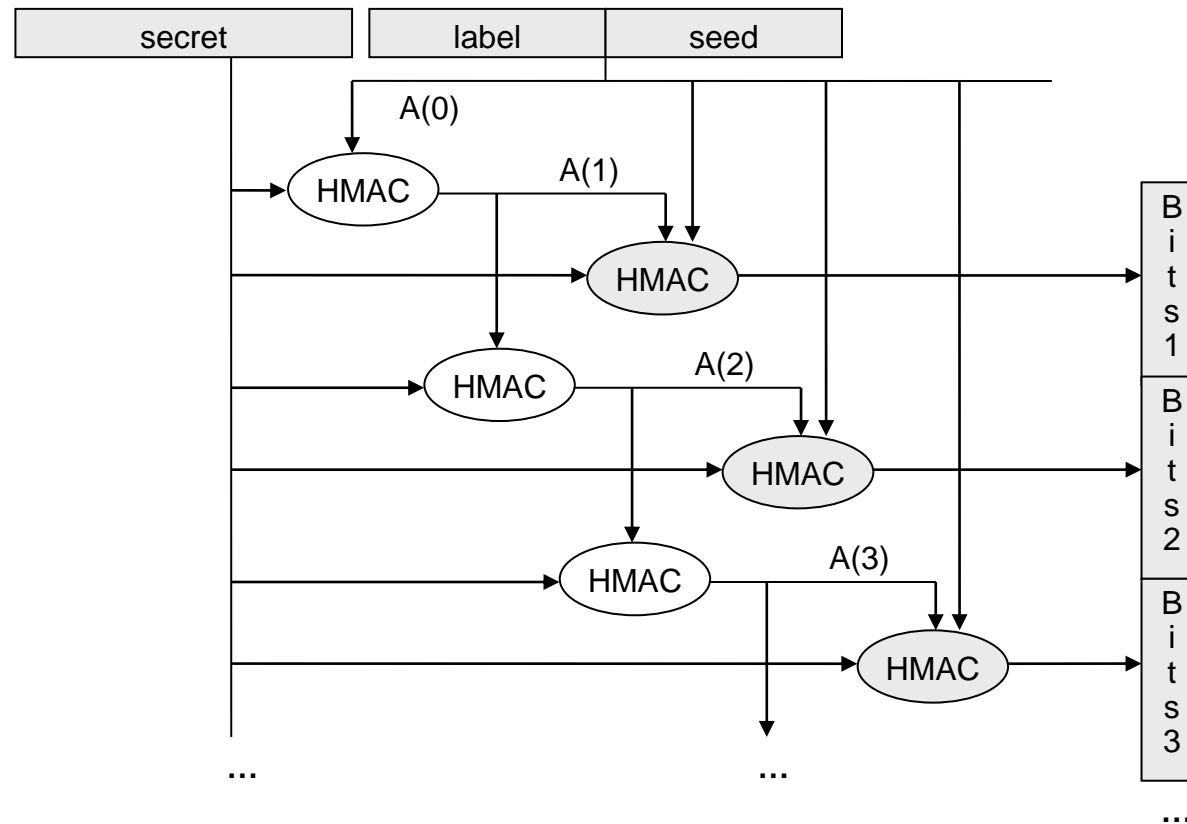 secret
label
seed
A(0)
HMAC
A(1)
HMAC
B
i
t
s
1
HMAC
A(2)
HMAC
B
i
t
s
2
HMAC
A(3)
HMAC
B
i
t
s
3
...
...
...